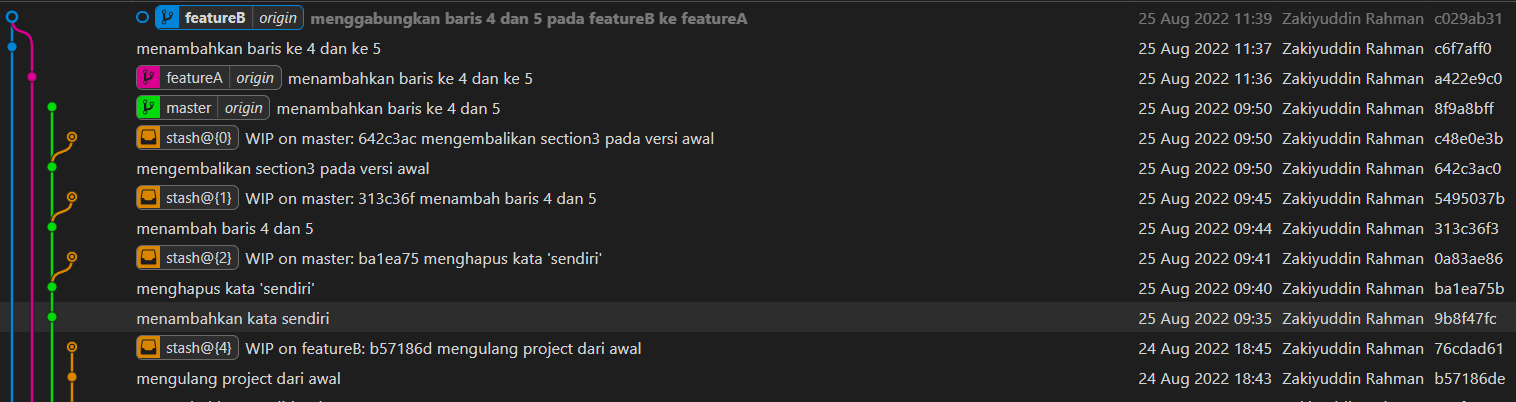 featureB origin menggabungkan baris 4 dan 5 pada featureB ke featureA 25 Aug 2022 11:39 Zakiyuddin Rahman c029ab31
menambahkan baris ke 4 dan ke 5 25 Aug 2022 11:37 Zakiyuddin Rahman c6f7aff0
featureA origin menambahkan baris ke 4 dan ke 5 25 Aug 2022 11:36 Zakiyuddin Rahman a422e9c0
master origin menambahkan baris ke 4 dan 5 25 Aug 2022 09:50 Zakiyuddin Rahman 8f9a8bff
stash@{0} WIP on master: 642c3ac mengembalikan section3 pada versi awal 25 Aug 2022 09:50 Zakiyuddin Rahman c48e0e3b
mengembalikan section3 pada versi awal 25 Aug 2022 09:50 Zakiyuddin Rahman 642c3ac0
stash@{1} WIP on master: 313c36f menambah baris 4 dan 5 25 Aug 2022 09:45 Zakiyuddin Rahman 5495037b
menambah baris 4 dan 5 25 Aug 2022 09:44 Zakiyuddin Rahman 313c36f3
stash@{2} WIP on master: ba1ea75 menghapus kata 'sendiri' 25 Aug 2022 09:41 Zakiyuddin Rahman 0a83ae86
menghapus kata 'sendiri' 25 Aug 2022 09:40 Zakiyuddin Rahman ba1ea75b
menambahkan kata sendiri 25 Aug 2022 09:35 Zakiyuddin Rahman 9b8f47fc
stash@{4} WIP on featureB: b57186d mengulang project dari awal 24 Aug 2022 18:45 Zakiyuddin Rahman 76cdad61
mengulang project dari awal 24 Aug 2022 18:43 Zakiyuddin Rahman b57186de